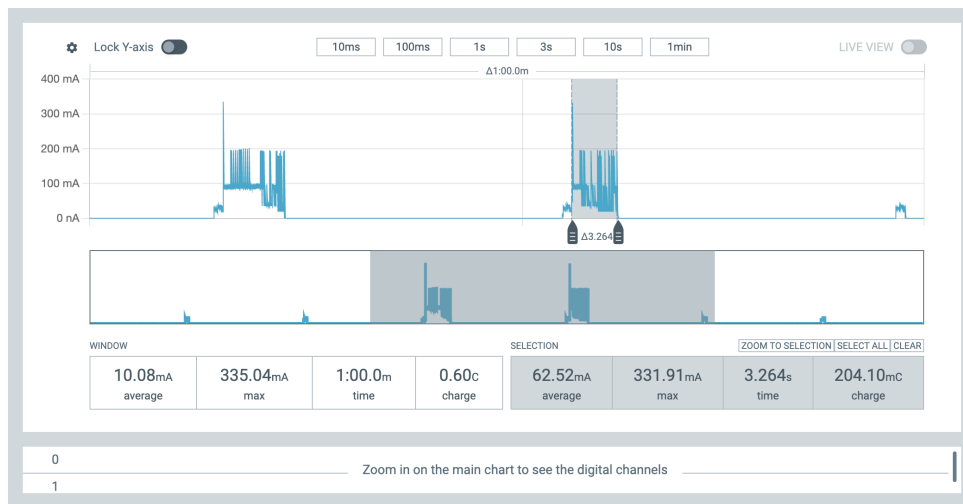 Lock Y-axis 10ms 100ms 1s 3s 10s 1min LIVE VIEW
Δ1:00.0m
400 mA
300 mA
200 mA
100 mA
0 nA
Δ3.264
WINDOW SELECTION ZOOM TO SELECTION SELECT ALL CLEAR
10.08mA 335.04mA 1:00.0m 0.60C 62.52mA 331.91mA 3.264s 204.10mC
average max time charge average max time charge
0
Zoom in on the main chart to see the digital channels
1